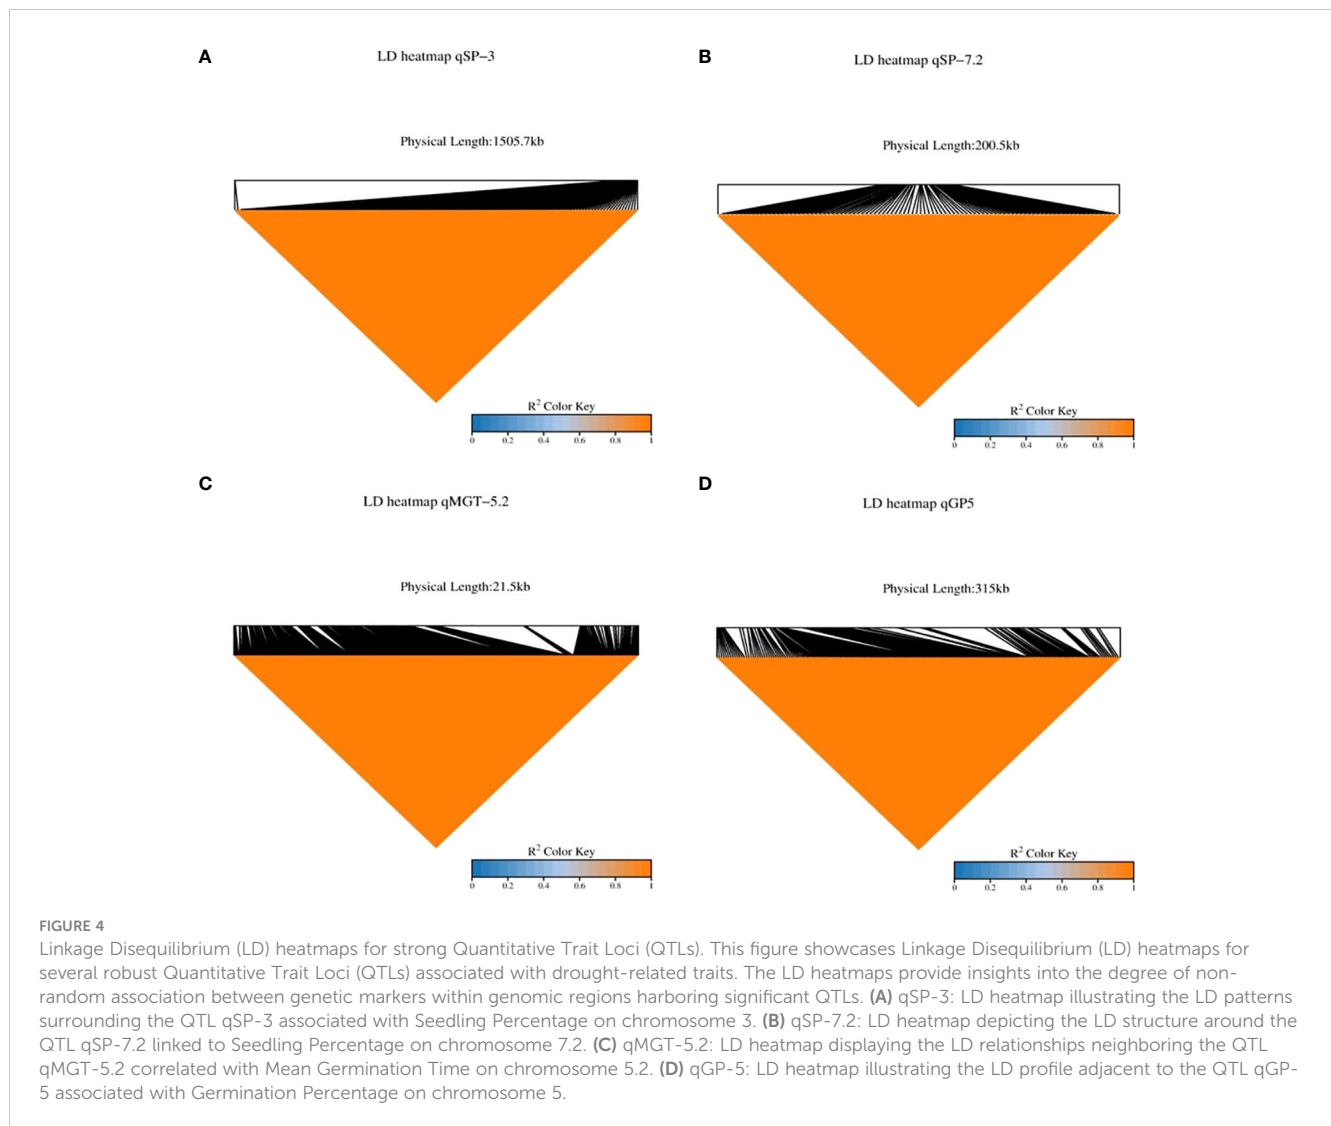 A
LD heatmap qSP−3
Physical Length:1505.7kb
R² Color Key
0 0.2 0.4 0.6 0.8 1
B
LD heatmap qSP−7.2
Physical Length:200.5kb
R² Color Key
0 0.2 0.4 0.6 0.8 1
C
LD heatmap qMGT−5.2
Physical Length:21.5kb
R² Color Key
0 0.2 0.4 0.6 0.8 1
D
LD heatmap qGP5
Physical Length:315kb
R² Color Key
0 0.2 0.4 0.6 0.8 1
FIGURE 4
Linkage Disequilibrium (LD) heatmaps for strong Quantitative Trait Loci (QTLs). This figure showcases Linkage Disequilibrium (LD) heatmaps for
several robust Quantitative Trait Loci (QTLs) associated with drought-related traits. The LD heatmaps provide insights into the degree of non-
random association between genetic markers within genomic regions harboring significant QTLs. (A) qSP-3: LD heatmap illustrating the LD patterns
surrounding the QTL qSP-3 associated with Seedling Percentage on chromosome 3. (B) qSP-7.2: LD heatmap depicting the LD structure around the
QTL qSP-7.2 linked to Seedling Percentage on chromosome 7.2. (C) qMGT-5.2: LD heatmap displaying the LD relationships neighboring the QTL
qMGT-5.2 correlated with Mean Germination Time on chromosome 5.2. (D) qGP-5: LD heatmap illustrating the LD profile adjacent to the QTL qGP-
5 associated with Germination Percentage on chromosome 5.